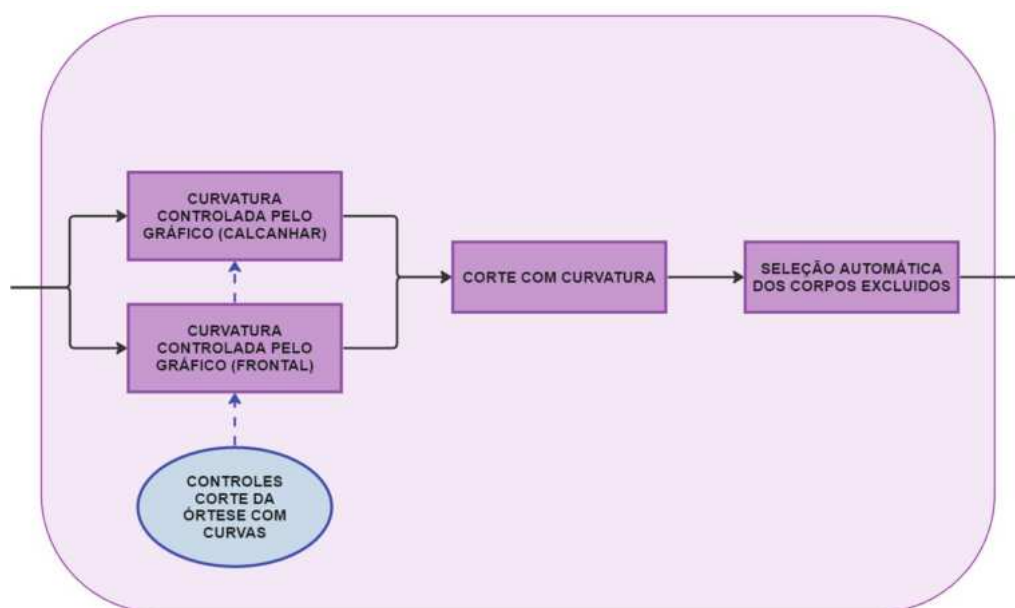 CURVATURA
CONTROLADA PELO
GRÁFICO (CALCANHAR)
CURVATURA
CONTROLADA PELO
GRÁFICO (FRONTAL)
CORTE COM CURVATURA
SELEÇÃO AUTOMÁTICA
DOS CORPOS EXCLUIDOS
CONTROLES
CORTE DA
ÓRTESE COM
CURVAS